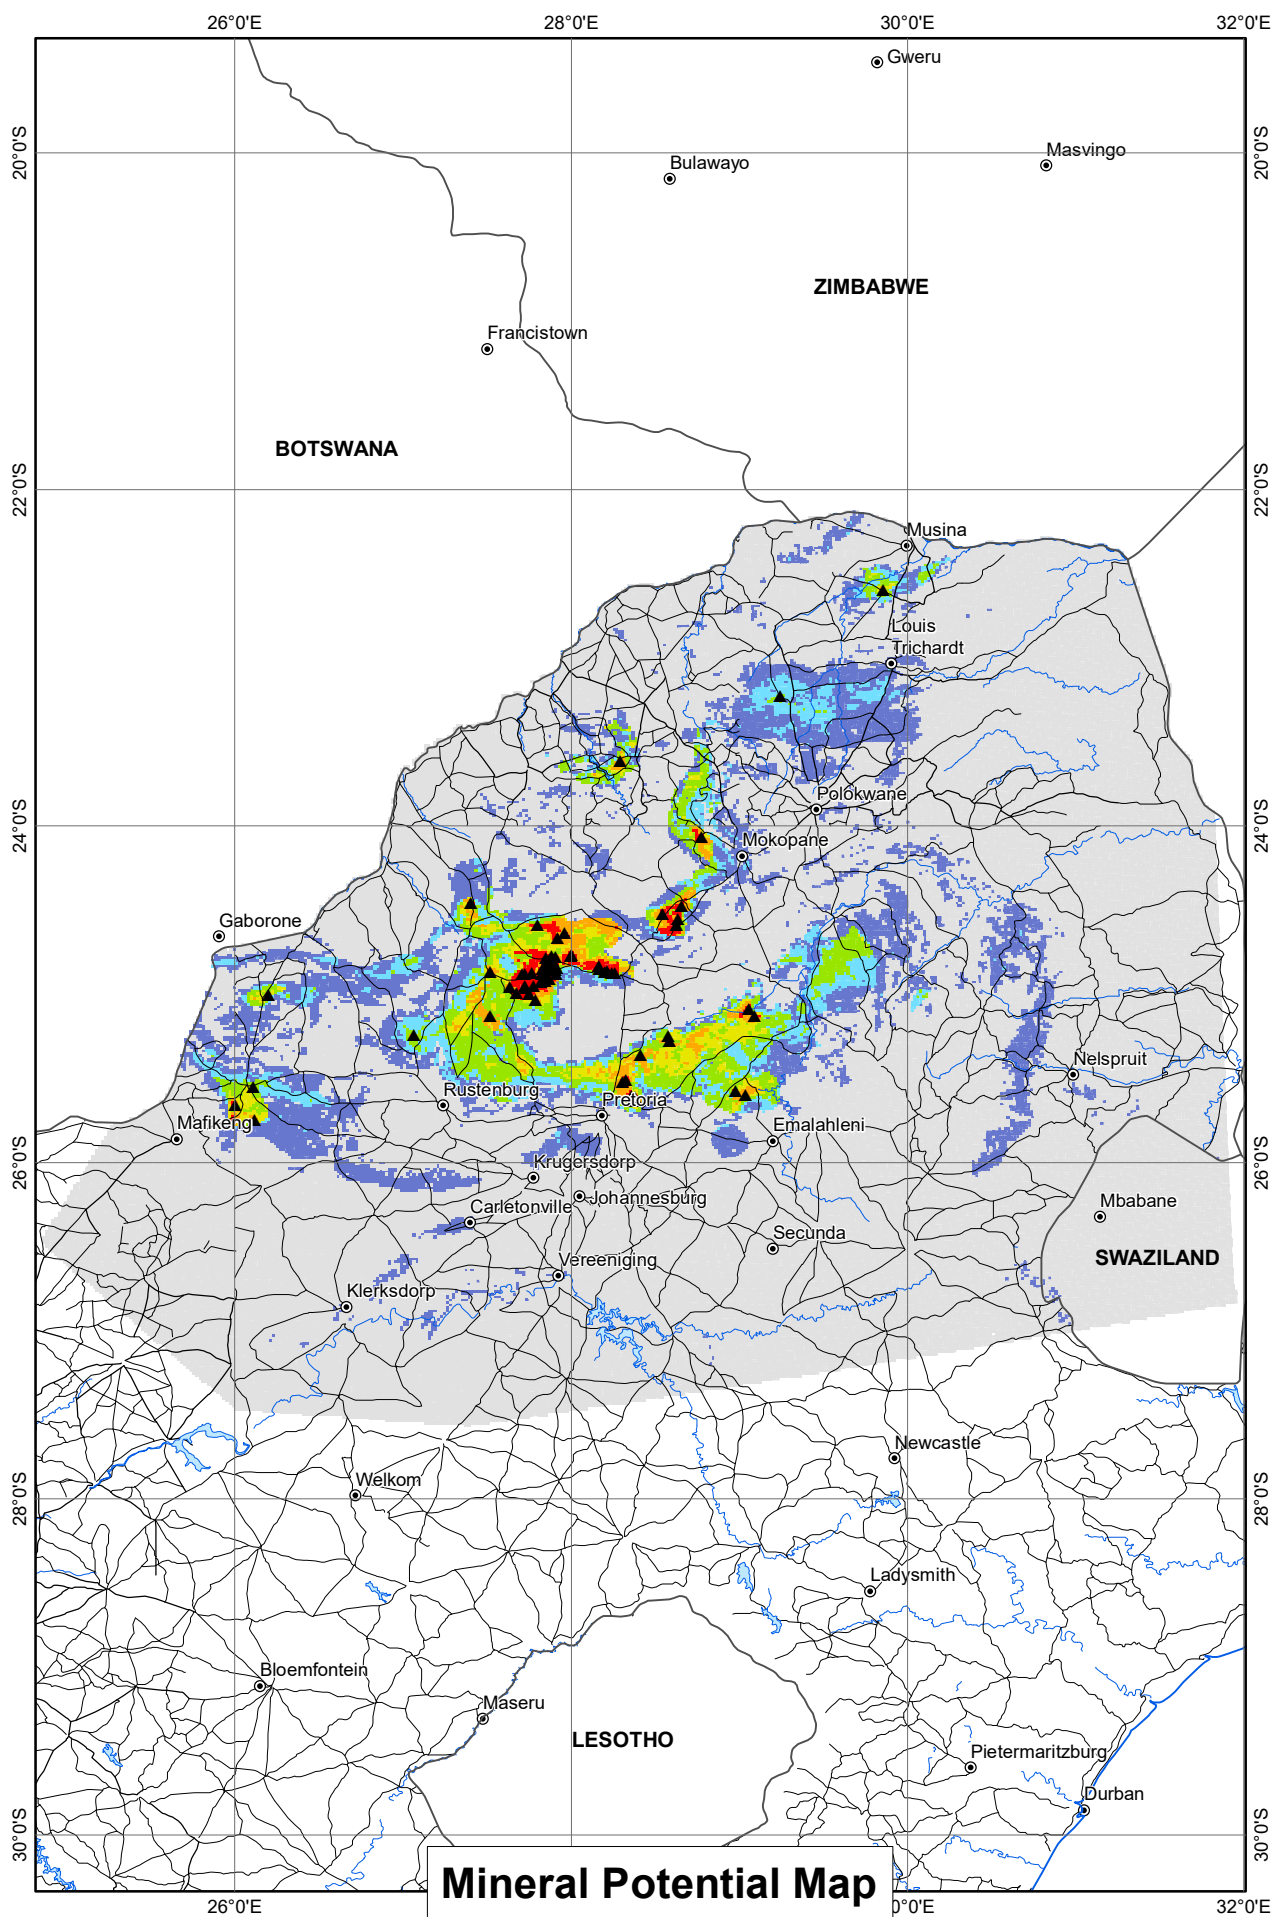 26°0'E 28°0'E 30°0'E 32°0'E
Gweru
20°0'S 20°0'S
Masvingo
Bulawayo
ZIMBABWE
Francistown
BOTSWANA
22°0'S 22°0'S
Musina
Louis
Trichardt
Polokwane
24°0'S 24°0'S
Mokopane
Gaborone
Nelspruit
Rustenburg
Pretoria
Mafikeng
Emalahleni
26°0'S 26°0'S
Krugersdorp
Johannesburg
Carletonville
Mbabane
Secunda
SWAZILAND
Vereeniging
Klerksdorp
Newcastle
Welkom
28°0'S 28°0'S
Ladysmith
Bloemfontein
Maseru
LESOTHO
Pietermaritzburg
Durban
30°0'S 30°0'S
Mineral Potential Map
26°0'E 0°0'E 32°0'E